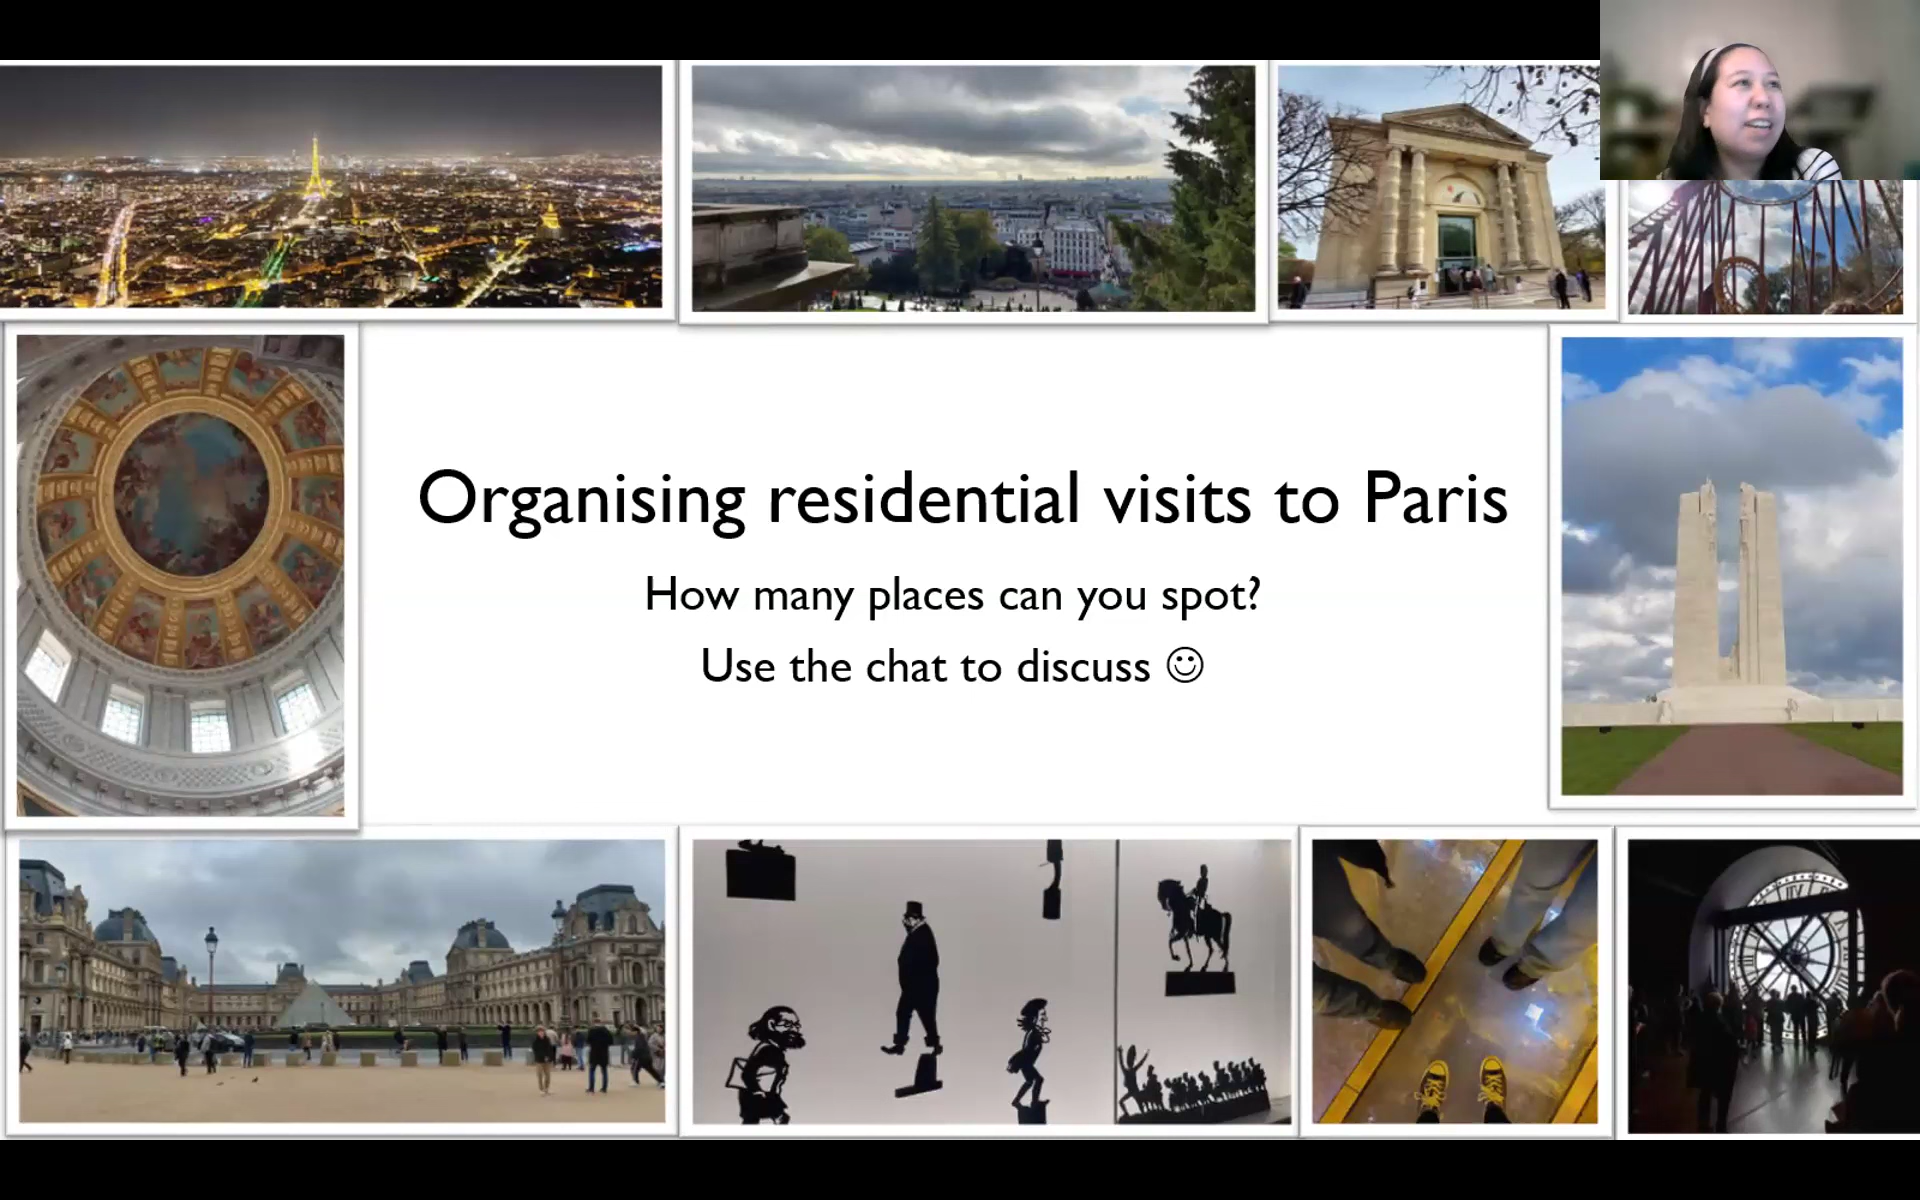 Organising residential visits to Paris
How many places can you spot?
Use the chat to discuss ☺